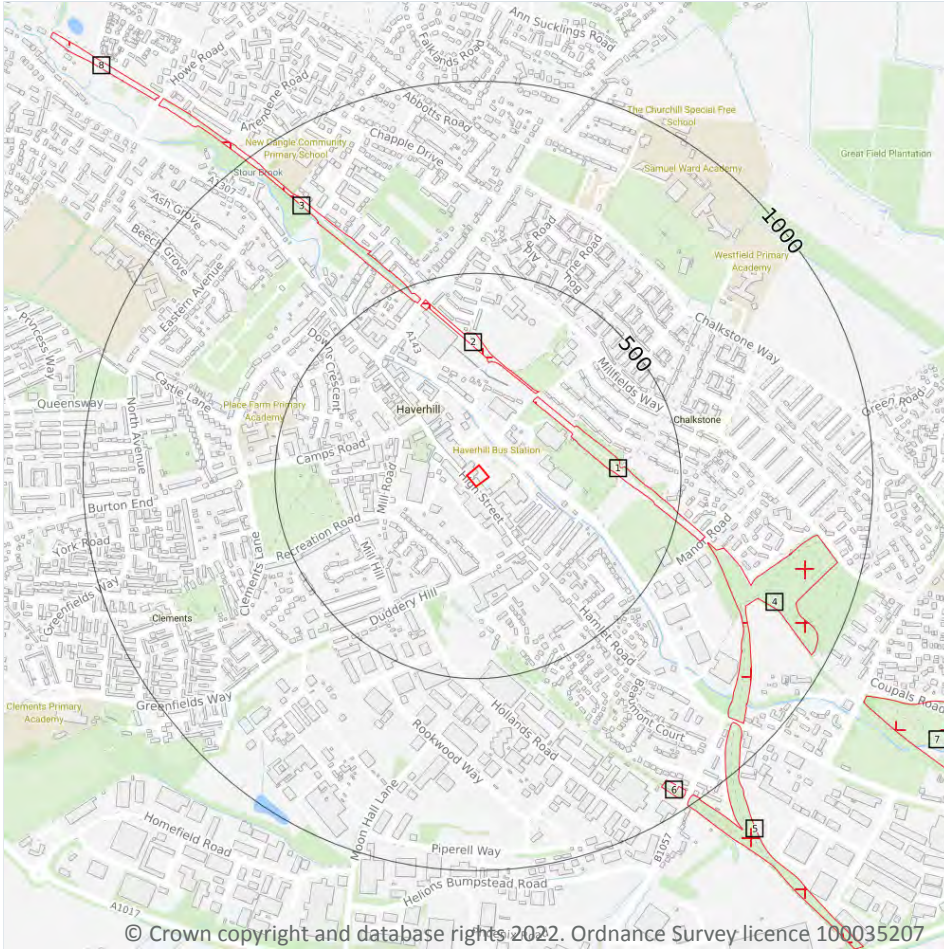 Ann Sucklings Road
8
Howe Road
Falklands Road
Abbotts Road
Arrendene Road
The Churchill Special Free
School
Chapple Drive
New Cangle Community
Primary School
Great Field Plantation
Samuel Ward Academy
Stour Brook
A1307
3
Ash Grove
1000
Beech Grove
Westfield Primary
Academy
Eastern Avenue
Princess Way
Chalkstone Way
A143
2
500
Downs Crescent
Castle Lane
Millfields Way
Queensway
North Avenue
Place Farm Primary
Academy
Haverhill
Chalkstone
Green Road
Camps Road
Haverhill Bus Station
1
Mill Road
High Street
Burton End
Recreation Road
York Road
Manor Road
Mill Hill
Clements Lane
Greenfields Way
4
Duddery Hill
Clements
Hamlet Road
Coupals Road
Greenfields Way
Clements Primary
Academy
Hollands Road
Beaumont Court
7
Rookwood Way
6
Moon Hall Lane
Homefield Road
5
B1057
Piperell Way
Helions Bumpstead Road
A1017
© Crown copyright and database rights 2022. Ordnance Survey licence 100035207